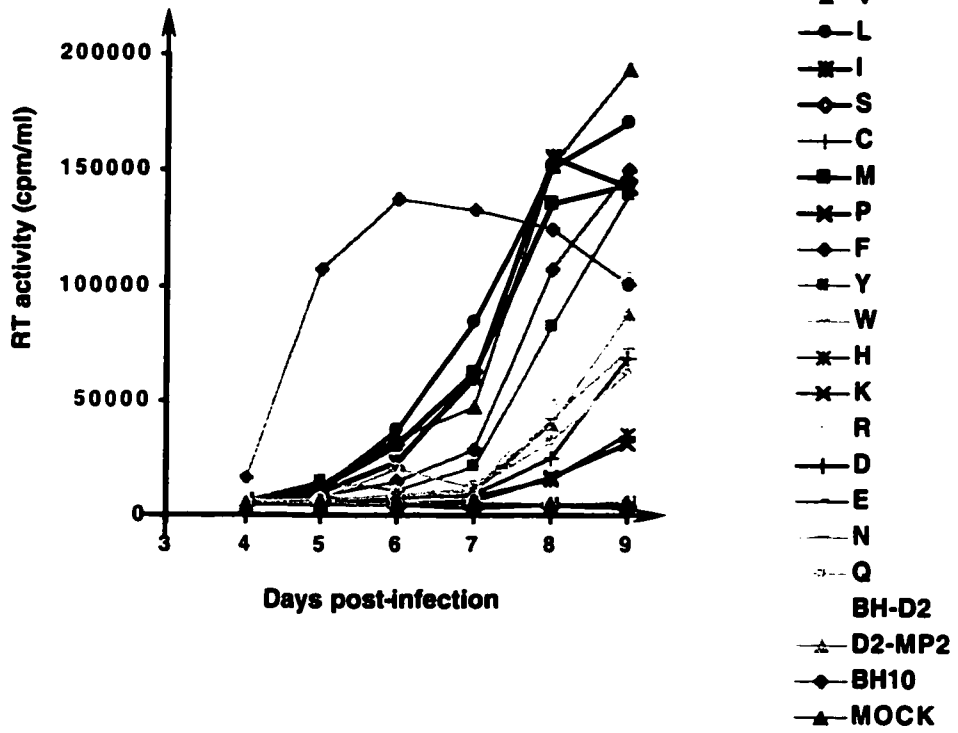 200000
150000
100000
50000
0
3
4
5
6
7
8
9
RT activity (cpm/ml)
Days post-infection
L
I
S
C
M
P
F
Y
W
H
K
R
D
E
N
Q
BH-D2
D2-MP2
BH10
MOCK